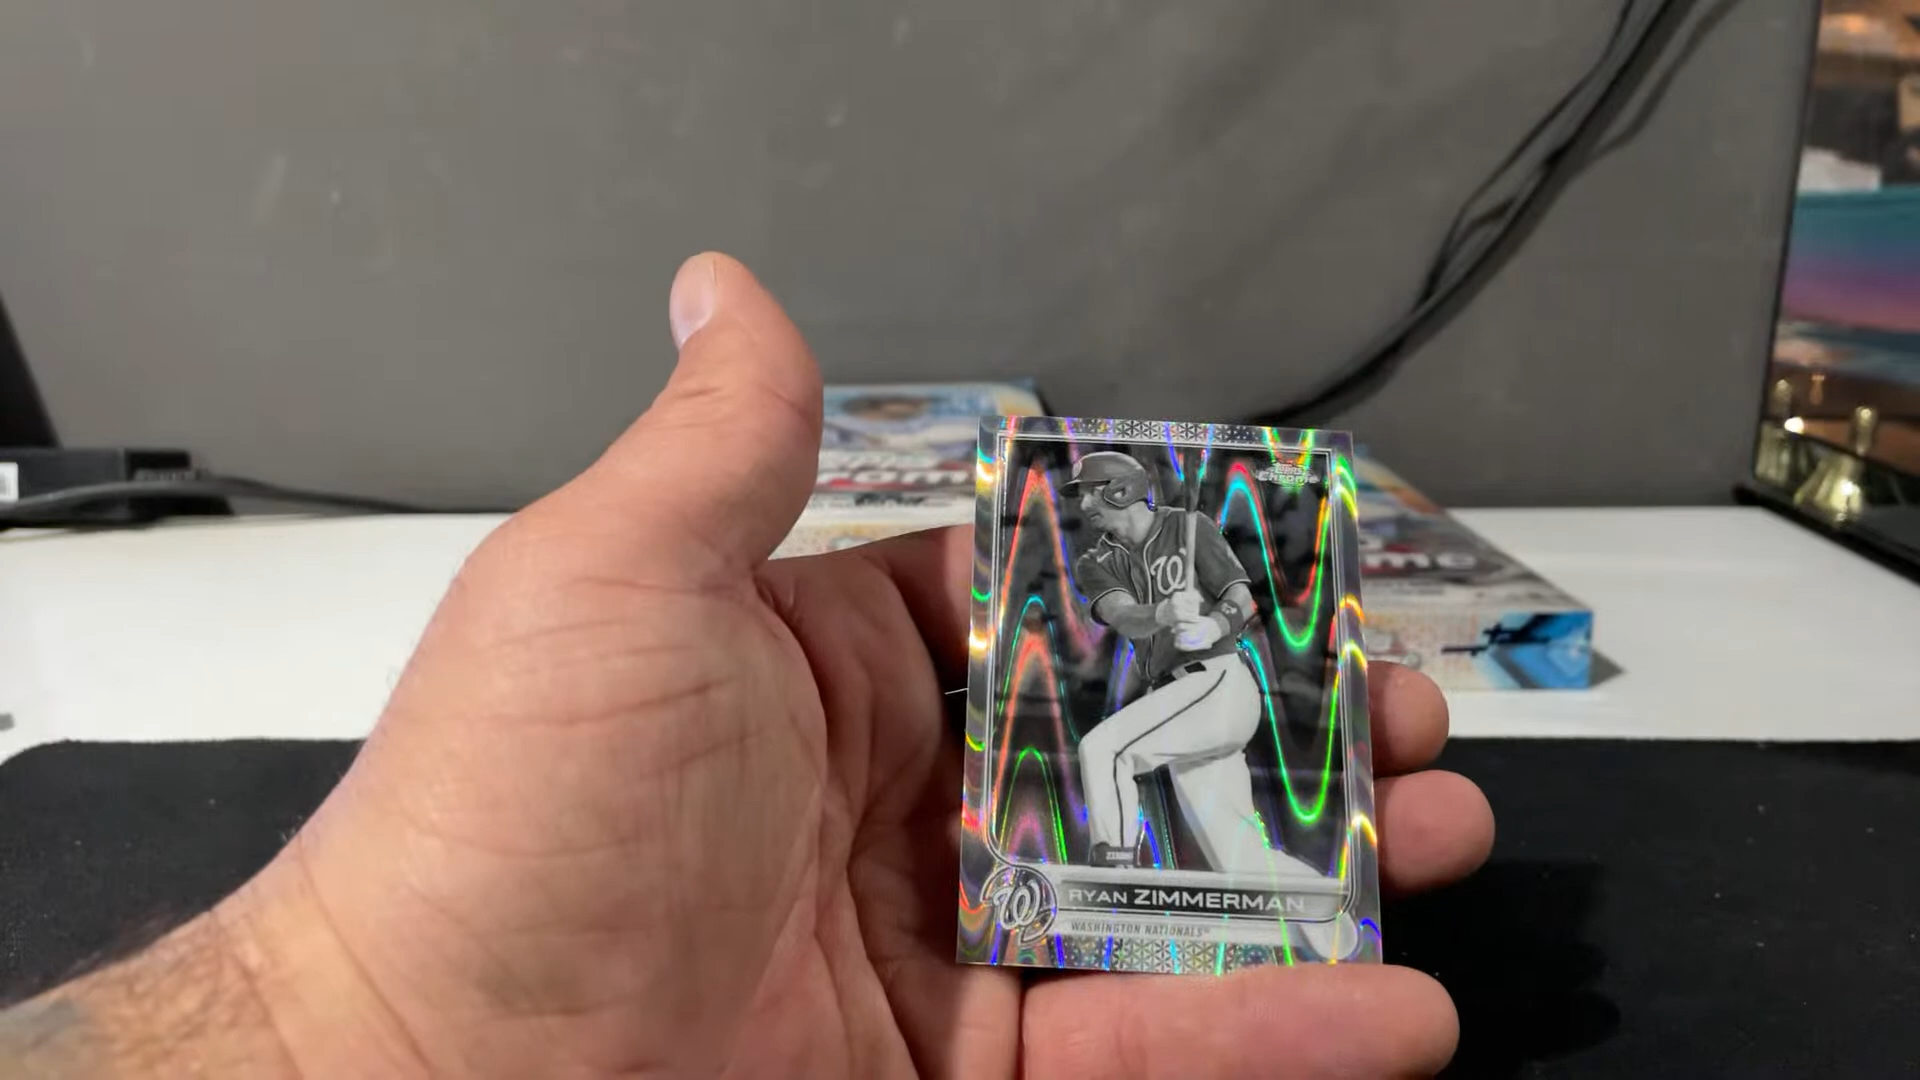 Topps
Chrome
W
RYAN ZIMMERMAN
WASHINGTON NATIONALS
W